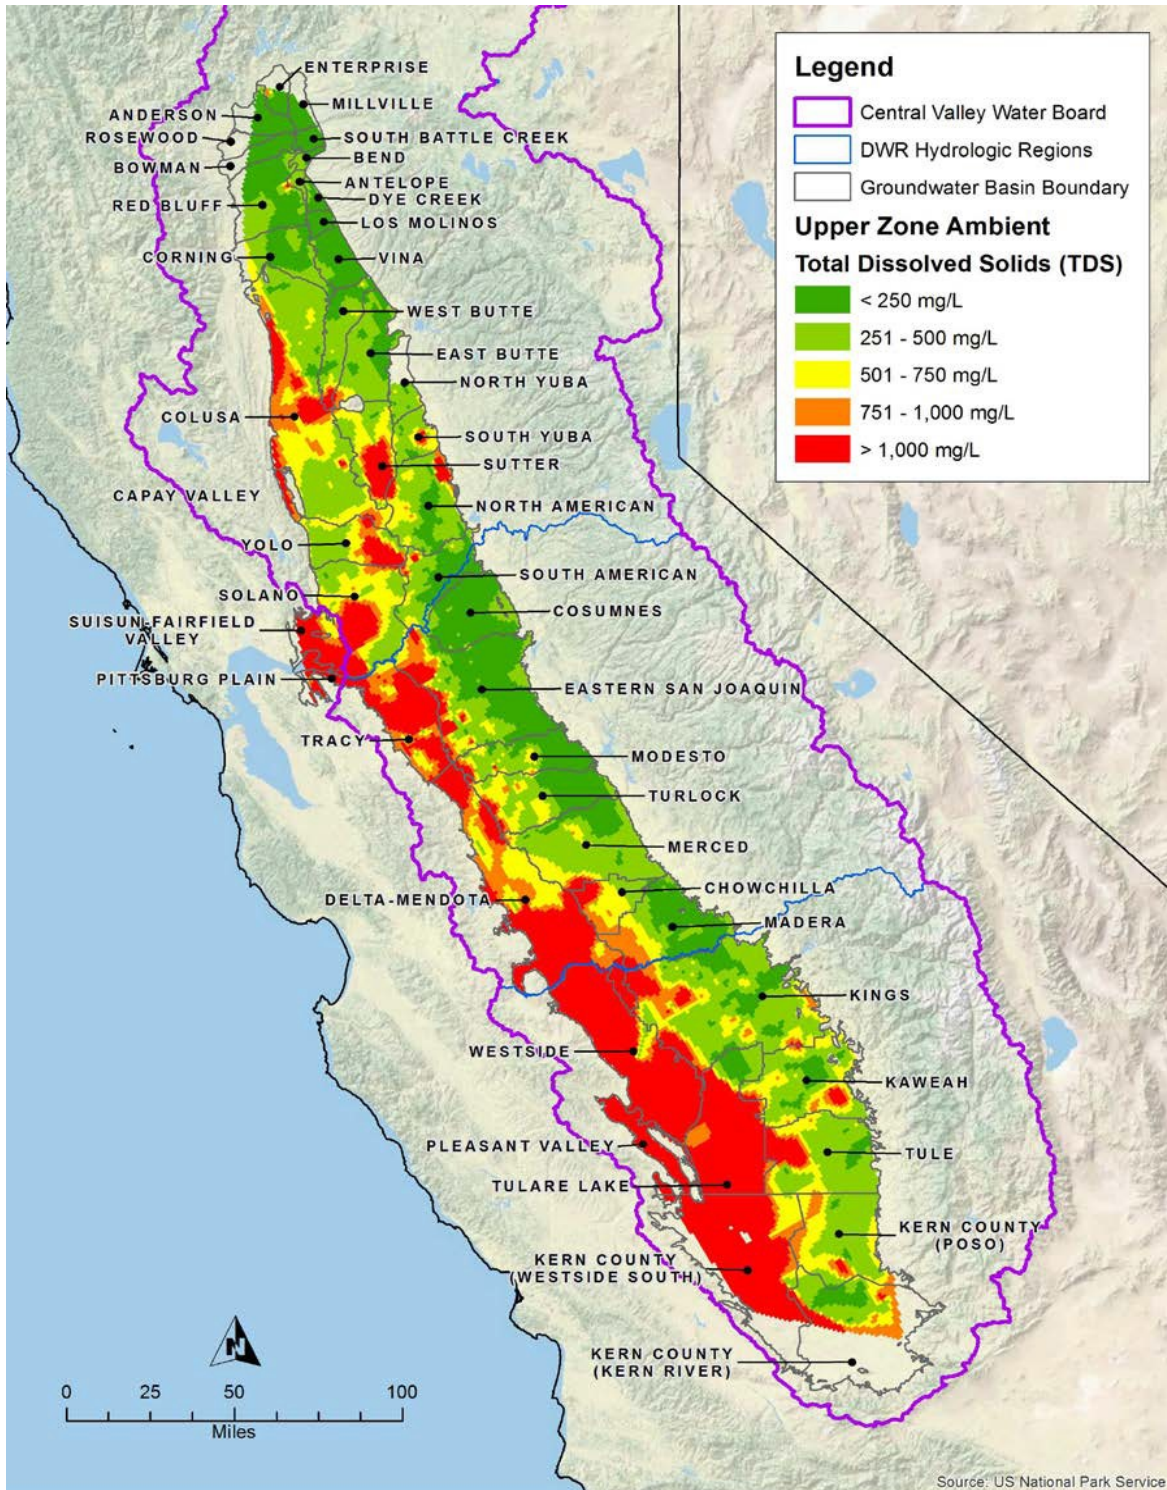 Legend
Central Valley Water Board
DWR Hydrologic Regions
Groundwater Basin Boundary
Upper Zone Ambient
Total Dissolved Solids (TDS)
< 250 mg/L
251 - 500 mg/L
501 - 750 mg/L
751 - 1,000 mg/L
> 1,000 mg/L
ENTERPRISE
MILLVILLE
ANDERSON
ROSEWOOD
SOUTH BATTLE CREEK
BEND
BOWMAN
ANTELOPE
DYE CREEK
RED BLUFF
LOS MOLINOS
CORNING
VINA
WEST BUTTE
EAST BUTTE
NORTH YUBA
COLUSA
SOUTH YUBA
SUTTER
CAPAY VALLEY
NORTH AMERICAN
YOLO
SOUTH AMERICAN
SOLANO
COSUMNES
SUISUN-FAIRFIELD
VALLEY
PITTSBURG PLAIN
EASTERN SAN JOAQUIN
TRACY
MODESTO
TURLOCK
MERCED
CHOWCHILLA
DELTA-MENDOTA
MADERA
KINGS
WESTSIDE
KAWEAH
PLEASANT VALLEY
TULE
TULARE LAKE
KERN COUNTY
(POSO)
KERN COUNTY
(WESTSIDE SOUTH)
KERN COUNTY
(KERN RIVER)
N
0 25 50 100
Miles
Source: US National Park Service